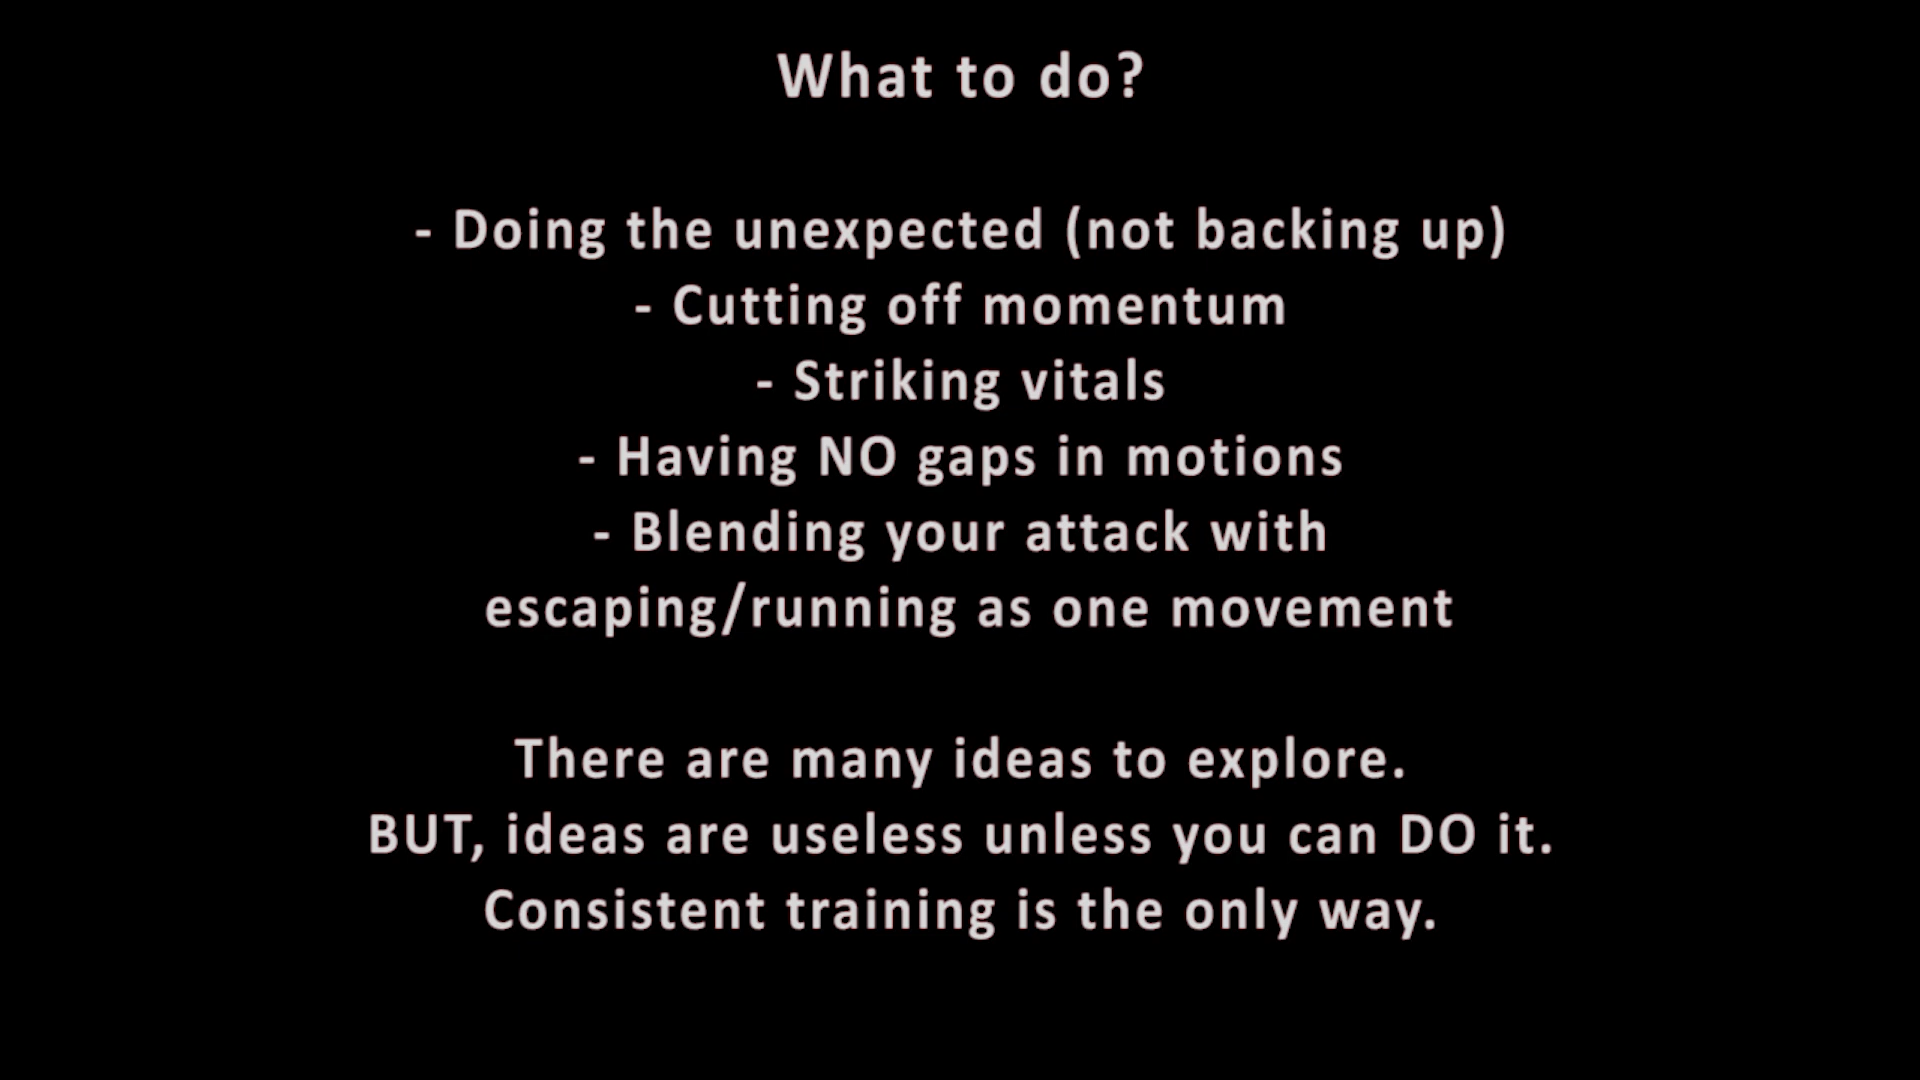 What to do?
- Doing the unexpected (not backing up)
- Cutting off momentum
- Striking vitals
- Having NO gaps in motions
- Blending your attack with
escaping/running as one movement
There are many ideas to explore.
BUT, ideas are useless unless you can DO it.
Consistent training is the only way.